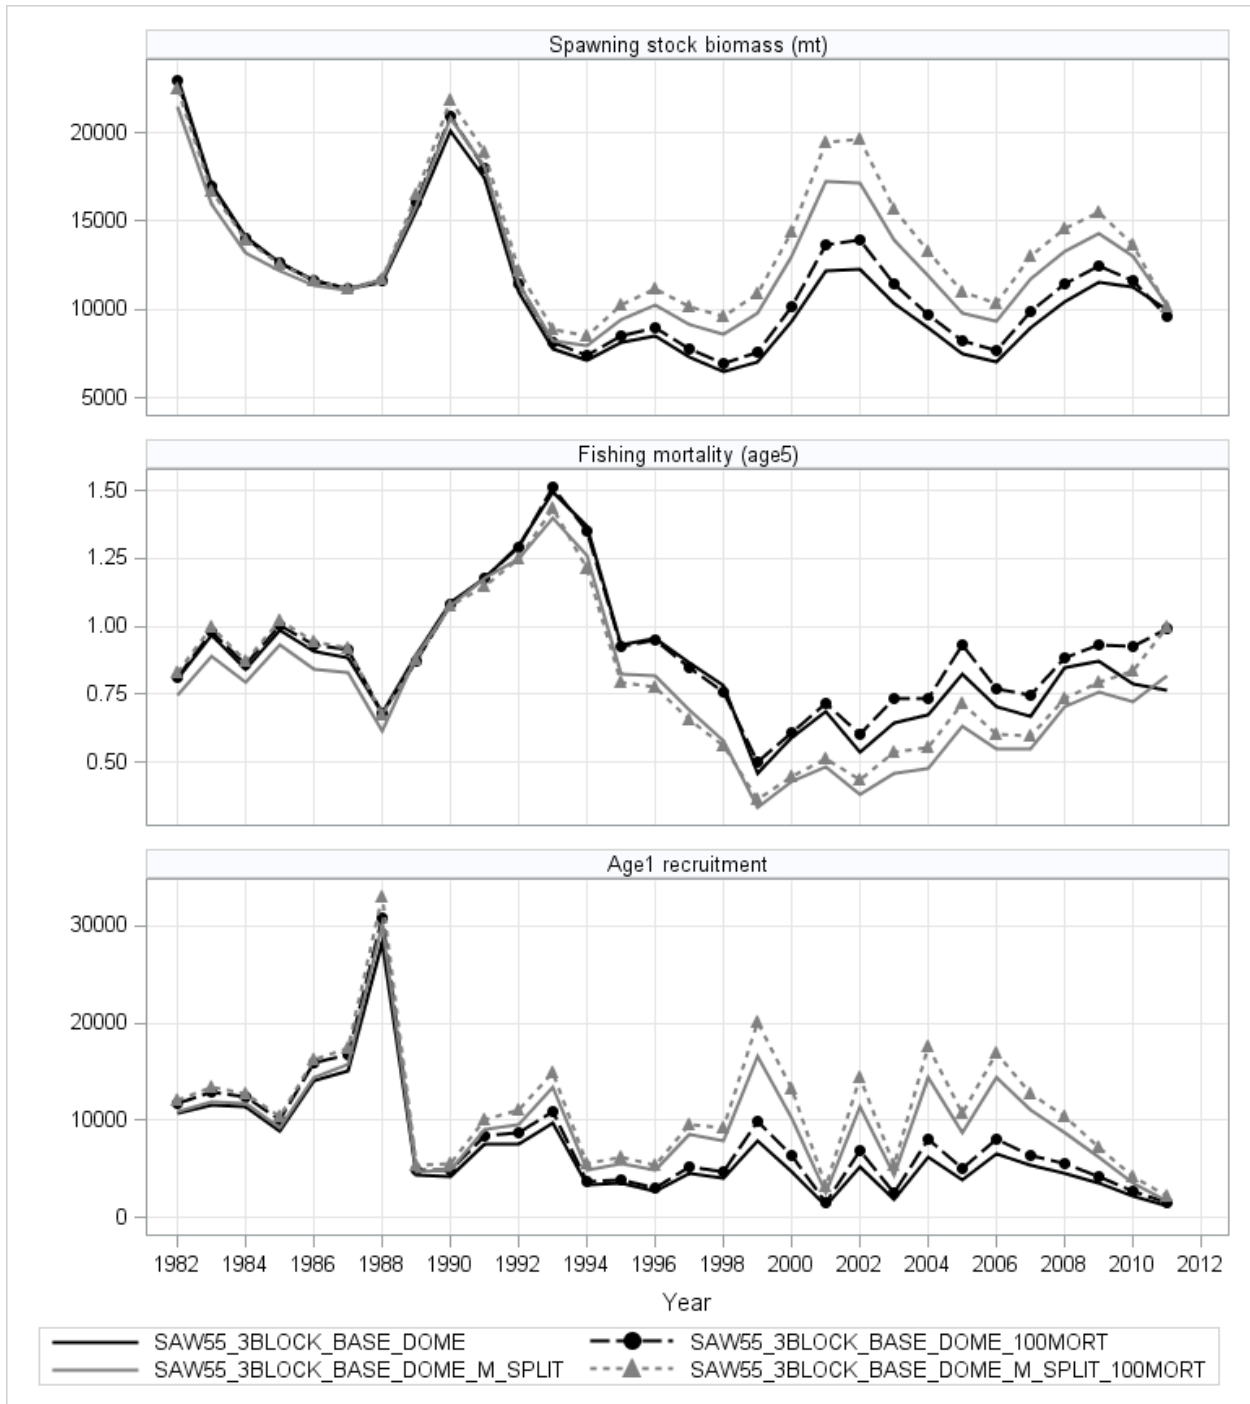 Spawning stock biomass (mt)
20000
15000
10000
5000
Fishing mortality (age5)
1.50
1.25
1.00
0.75
0.50
Age1 recruitment
30000
20000
10000
0
1982 1984 1986 1988 1990 1992 1994 1996 1998 2000 2002 2004 2006 2008 2010 2012
Year
SAW55_3BLOCK_BASE_DOME SAW55_3BLOCK_BASE_DOME_100MORT
SAW55_3BLOCK_BASE_DOME_M_SPLIT SAW55_3BLOCK_BASE_DOME_M_SPLIT_100MORT